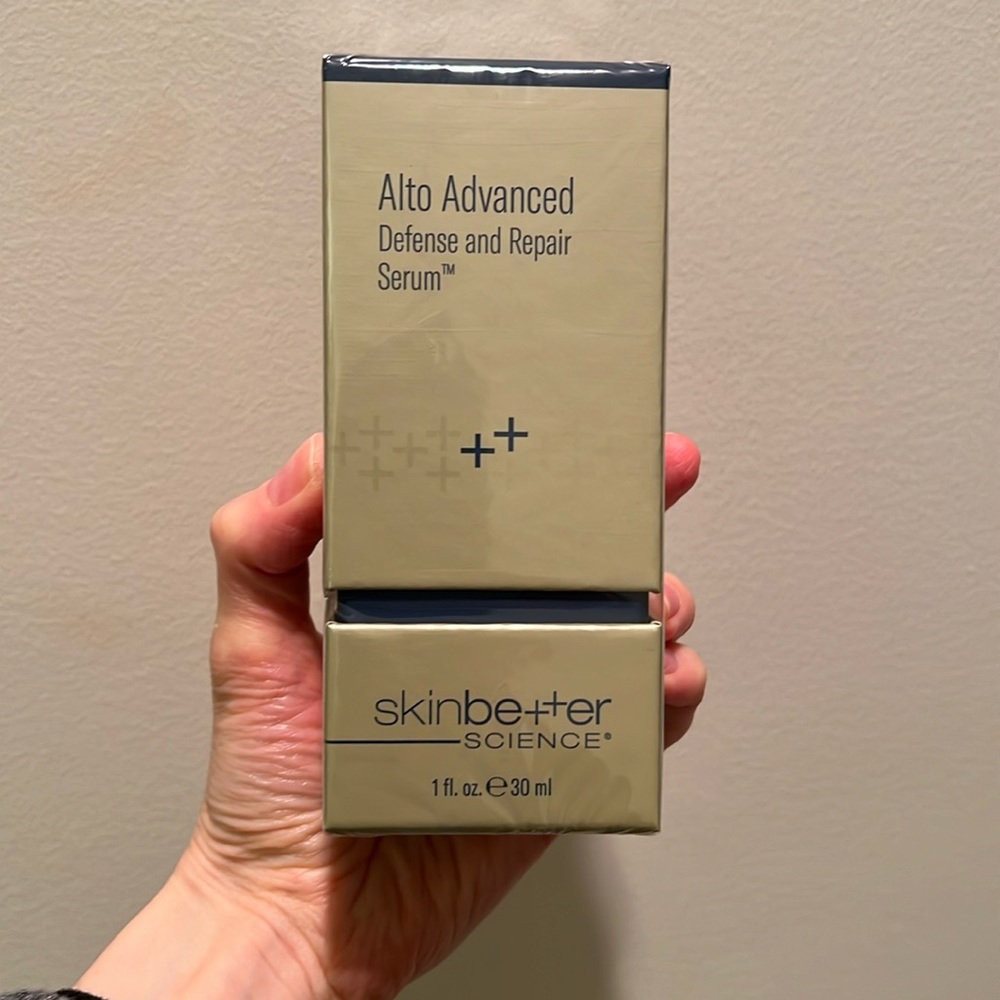 Alto Advanced
Defense and Repair
Serum™
skinbetter
SCIENCE®
1 fl. oz. ℮ 30 ml